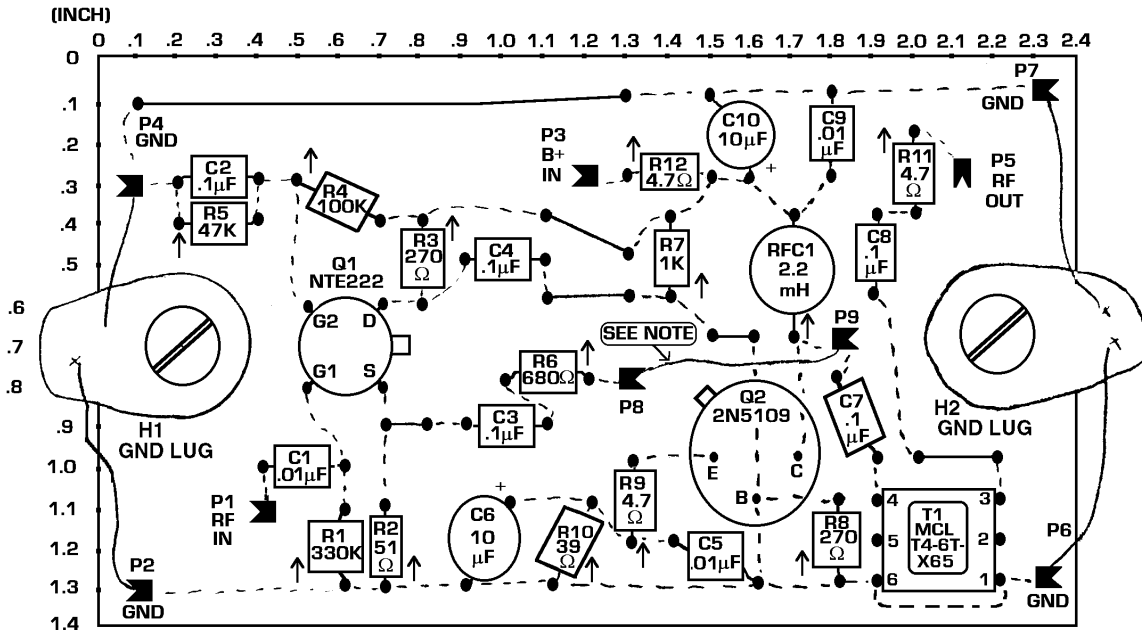 (INCH)
0 .1 .2 .3 .4 .5 .6 .7 .8 .9 1.0 1.1 1.2 1.3 1.4 1.5 1.6 1.7 1.8 1.9 2.0 2.1 2.2 2.3 2.4
0
.1
.2
.3
.4
.5
.6
.7
.8
.9
1.0
1.1
1.2
1.3
1.4
P4
GND
C2
.1µF
R5
47K
R4
100K
P3
B+
IN
R12
4.7Ω
C10
10µF
+
C9
.01
µF
R11
4.7
Ω
P7
GND
P5
RF
OUT
R3
270
Ω
C4
.1µF
R7
1K
RFC1
2.2
mH
C8
.1
µF
Q1
NTE222
G2 D
G1 S
SEE NOTE
P9
R6
680Ω
P8
C3
.1µF
Q2
2N5109
E
C
B
C7
.1
µF
H1
GND LUG
H2
GND LUG
C1
.01µF
P1
RF
IN
R1
330K
R2
51
Ω
+
C6
10
µF
R10
39
Ω
R9
4.7
Ω
C5
.01µF
R8
270
Ω
4 3
5 2
6 1
T1
MCL
T4-6T-
X65
P2
GND
P6
GND